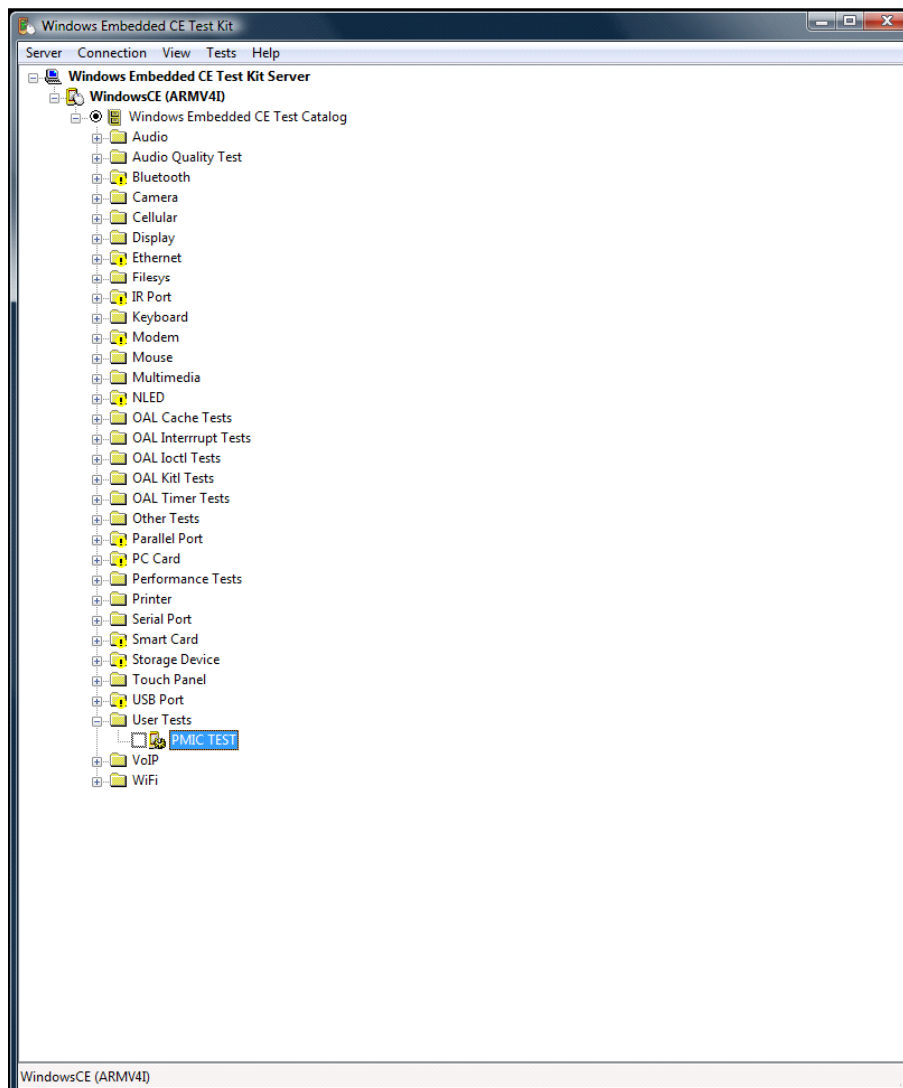 Windows Embedded CE Test Kit
Server Connection View Tests Help
Windows Embedded CE Test Kit Server
WindowsCE (ARMV4I)
Windows Embedded CE Test Catalog
Audio
Audio Quality Test
Bluetooth
Camera
Cellular
Display
Ethernet
Filesys
IR Port
Keyboard
Modem
Mouse
Multimedia
NLED
OAL Cache Tests
OAL Interrrupt Tests
OAL Ioctl Tests
OAL Kitl Tests
OAL Timer Tests
Other Tests
Parallel Port
PC Card
Performance Tests
Printer
Serial Port
Smart Card
Storage Device
Touch Panel
USB Port
User Tests
PMIC TEST
VoIP
WiFi
WindowsCE (ARMV4I)